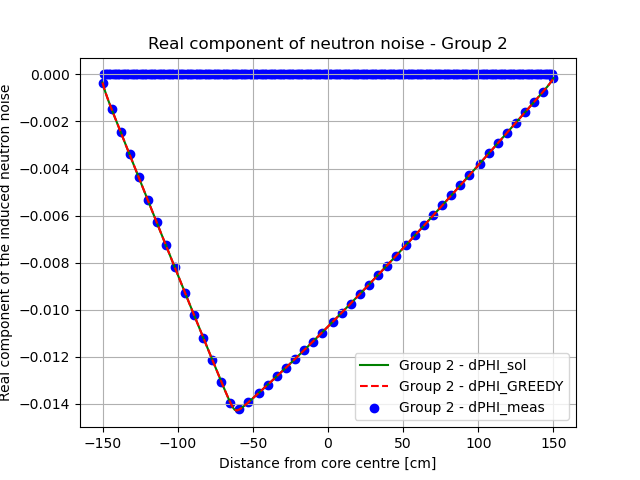 Real component of neutron noise - Group 2
Real component of the induced neutron noise
0.000
−0.002
−0.004
−0.006
−0.008
−0.010
−0.012
−0.014
Group 2 - dPHI_sol
Group 2 - dPHI_GREEDY
Group 2 - dPHI_meas
−150
−100
−50
0
50
100
150
Distance from core centre [cm]